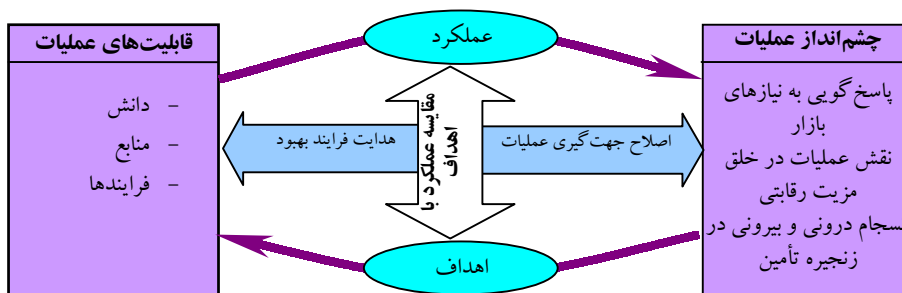 چشم‌انداز عملیات
پاسخ‌گویی به نیازهای
بازار
نقش عملیات در خلق
مزیت رقابتی
سجام درونی و بیرونی در
زنجیره تأمین
عملکرد
اصلاح جهت‌گیری عملیات
مقایسه عملکرد با
اهداف
هدایت فرایند بهبود
اهداف
قابلیت‌های عملیات
- دانش
- منابع
- فرایندها